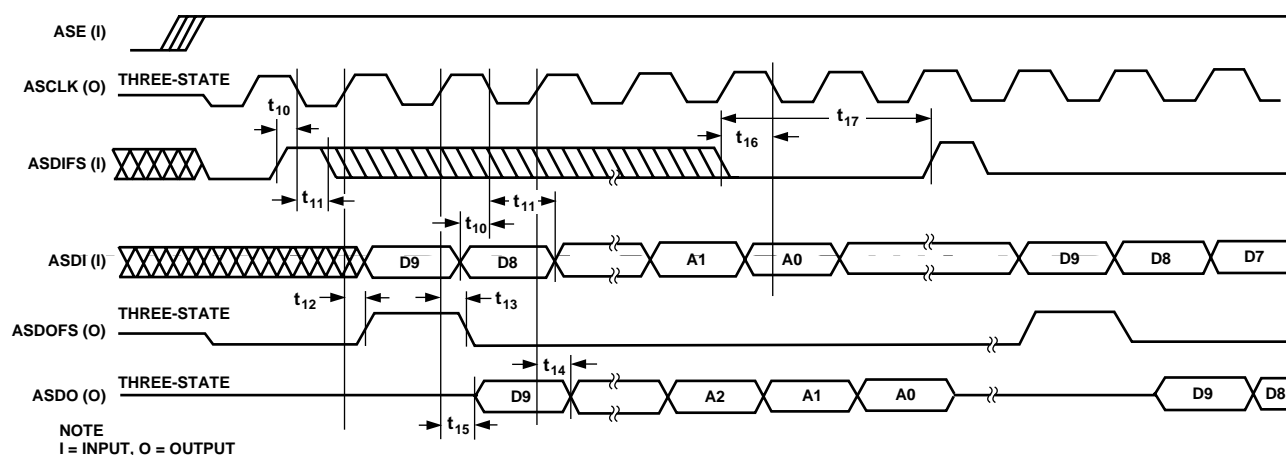 ASE (I)
ASCLK (O)
THREE-STATE
t10
t17
t16
ASDIFS (I)
t11
t11
t10
ASDI (I)
D9
D8
A1
A0
D9
D8
D7
t12
t13
THREE-STATE
ASDOFS (O)
t14
THREE-STATE
ASDO (O)
D9
A2
A1
A0
D9
D8
t15
NOTE
I = INPUT, O = OUTPUT